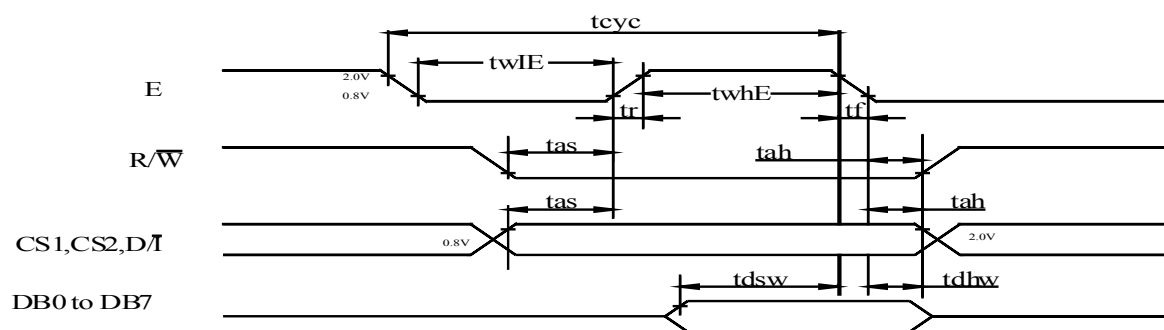 tcyc
twlE
2.0V
E
0.8V
twhE
tr
tf
R/W̅
tas
tah
tas
tah
CS1,CS2,D/I̅
0.8V
2.0V
tdsw
tdhw
DB0 to DB7